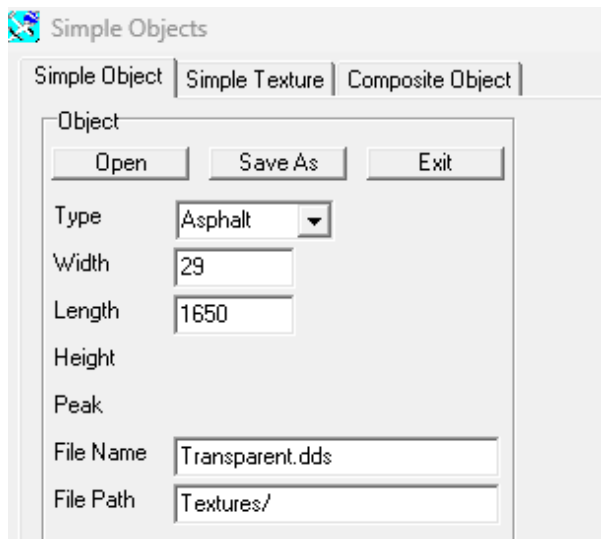 Simple Objects
Simple Object Simple Texture Composite Object
Object
Open Save As Exit
Type Asphalt
Width 29
Length 1650
Height
Peak
File Name Transparent.dds
File Path Textures/